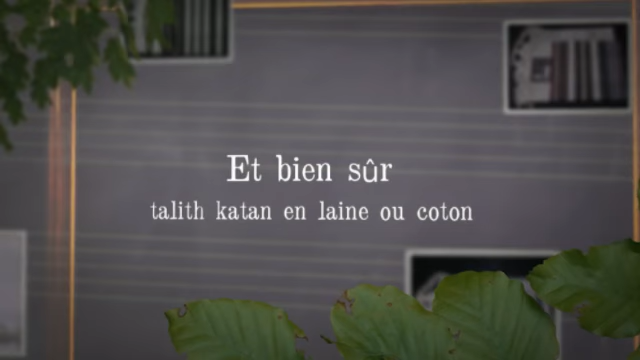 Et bien sûr
talith katan en laine ou coton